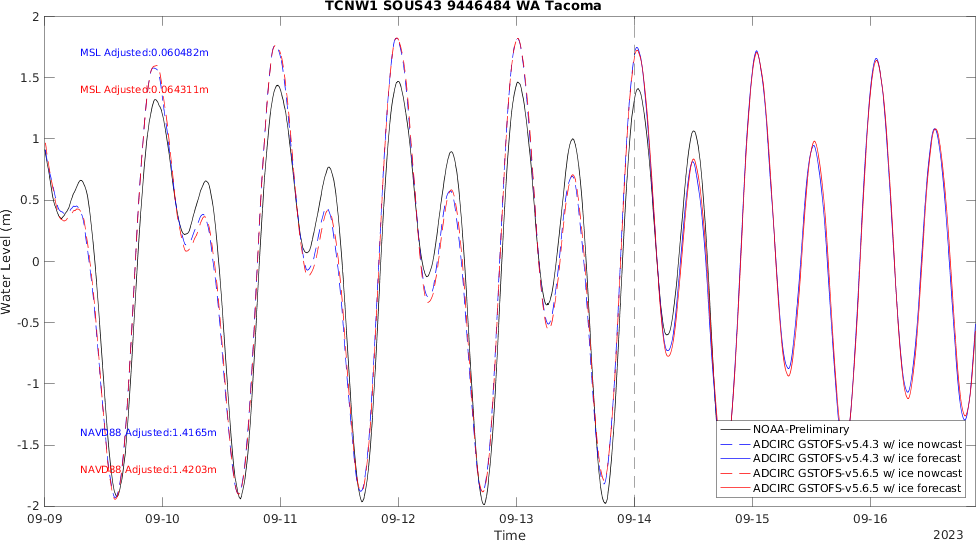 TCNW1 SOUS43 9446484 WA Tacoma
MSL Adjusted:0.060482m
MSL Adjusted:0.064311m
NAVD88 Adjusted:1.4165m
NAVD88 Adjusted:1.4203m
Water Level (m)
2
1.5
1
0.5
0
-0.5
-1
-1.5
-2
NOAA-Preliminary
ADCIRC GSTOFS-v5.4.3 w/ ice nowcast
ADCIRC GSTOFS-v5.4.3 w/ ice forecast
ADCIRC GSTOFS-v5.6.5 w/ ice nowcast
ADCIRC GSTOFS-v5.6.5 w/ ice forecast
09-09 09-10 09-11 09-12 09-13 09-14 09-15 09-16
Time
2023